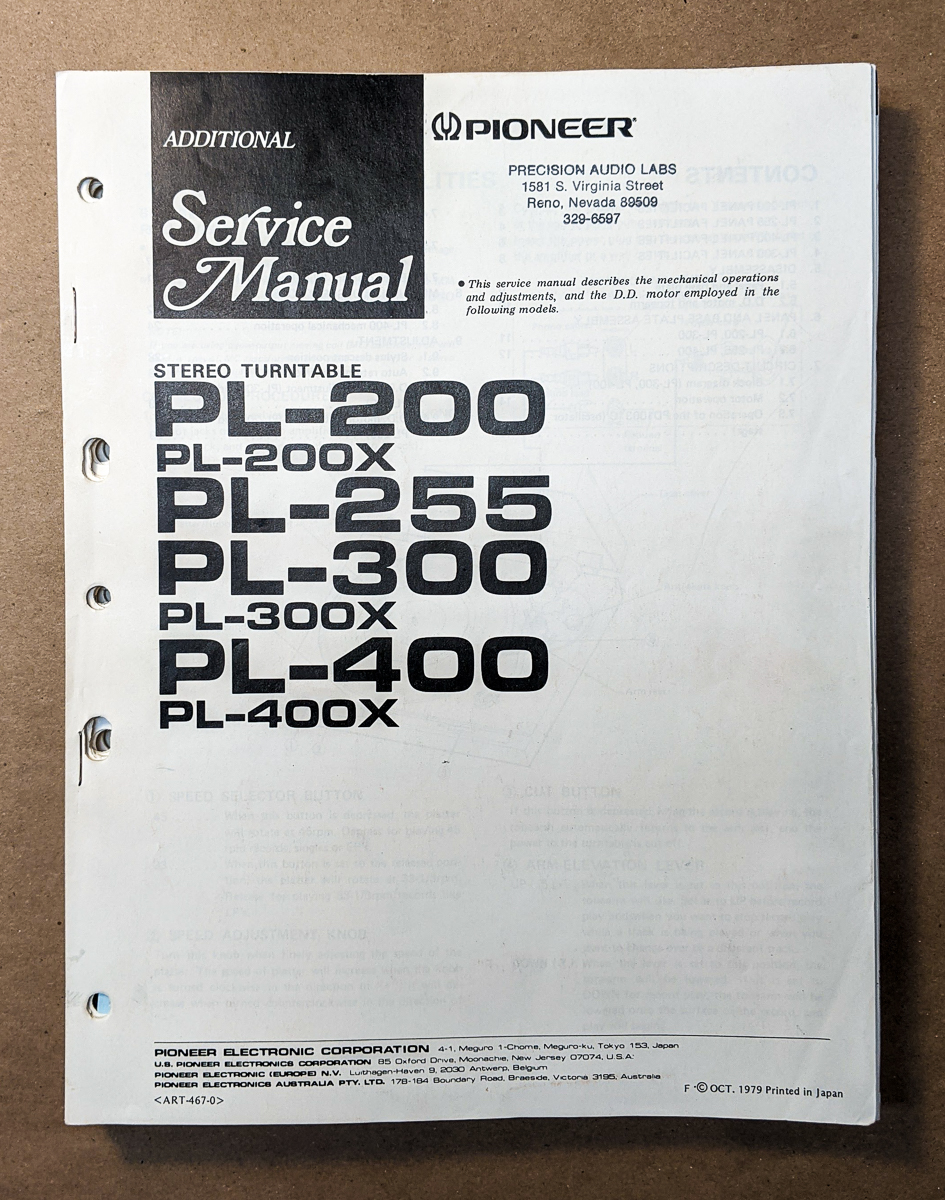 ADDITIONAL
Service
Manual
PIONEER®
PRECISION AUDIO LABS
1581 S. Virginia Street
Reno, Nevada 89509
329-6597
● This service manual describes the mechanical operations
and adjustments, and the D.D. motor employed in the
following models.
STEREO TURNTABLE
PL-200
PL-200X
PL-255
PL-300
PL-300X
PL-400
PL-400X
PIONEER ELECTRONIC CORPORATION 4-1, Meguro 1-Chome, Meguro-ku, Tokyo 153, Japan
U.S. PIONEER ELECTRONICS CORPORATION 85 Oxford Drive, Moonachie, New Jersey 07074, U.S.A.
PIONEER ELECTRONIC (EUROPE) N.V. Luithagen-Haven 9, 2030 Antwerp, Belgium
PIONEER ELECTRONICS AUSTRALIA PTY. LTD. 178-184 Boundary Road, Braeside, Victoria 3195, Australia
<ART-467-0>
F © OCT. 1979 Printed in Japan